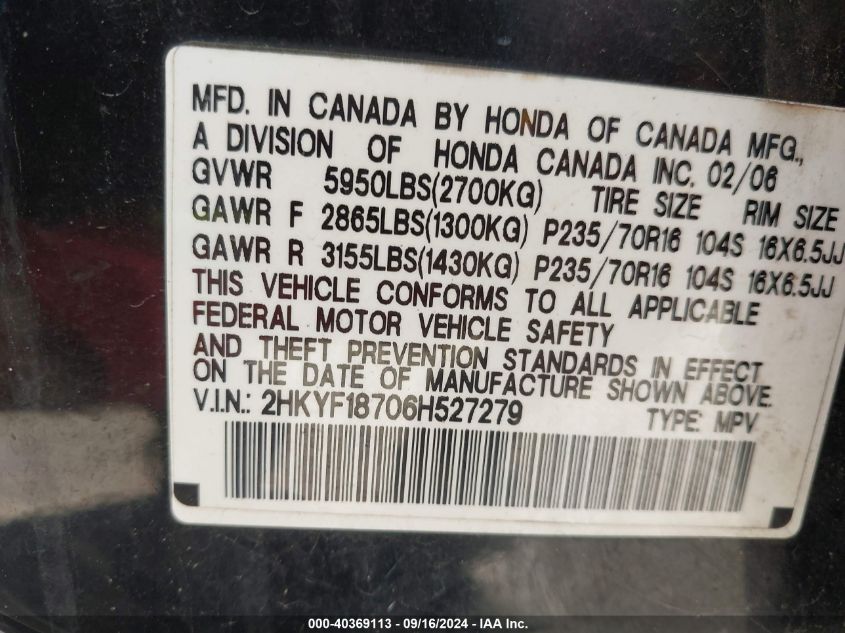 MFD. IN CANADA BY HONDA OF CANADA MFG.,
A DIVISION OF HONDA CANADA INC. 02/06
GVWR 5950LBS(2700KG) TIRE SIZE RIM SIZE
GAWR F 2865LBS(1300KG) P235/70R16 104S 16X6.5JJ
GAWR R 3155LBS(1430KG) P235/70R16 104S 16X6.5JJ
THIS VEHICLE CONFORMS TO ALL APPLICABLE
FEDERAL MOTOR VEHICLE SAFETY
AND THEFT PREVENTION STANDARDS IN EFFECT
ON THE DATE OF MANUFACTURE SHOWN ABOVE.
V.I.N.: 2HKYF18706H527279 TYPE: MPV
000-40369113 - 09/16/2024 - IAA Inc.